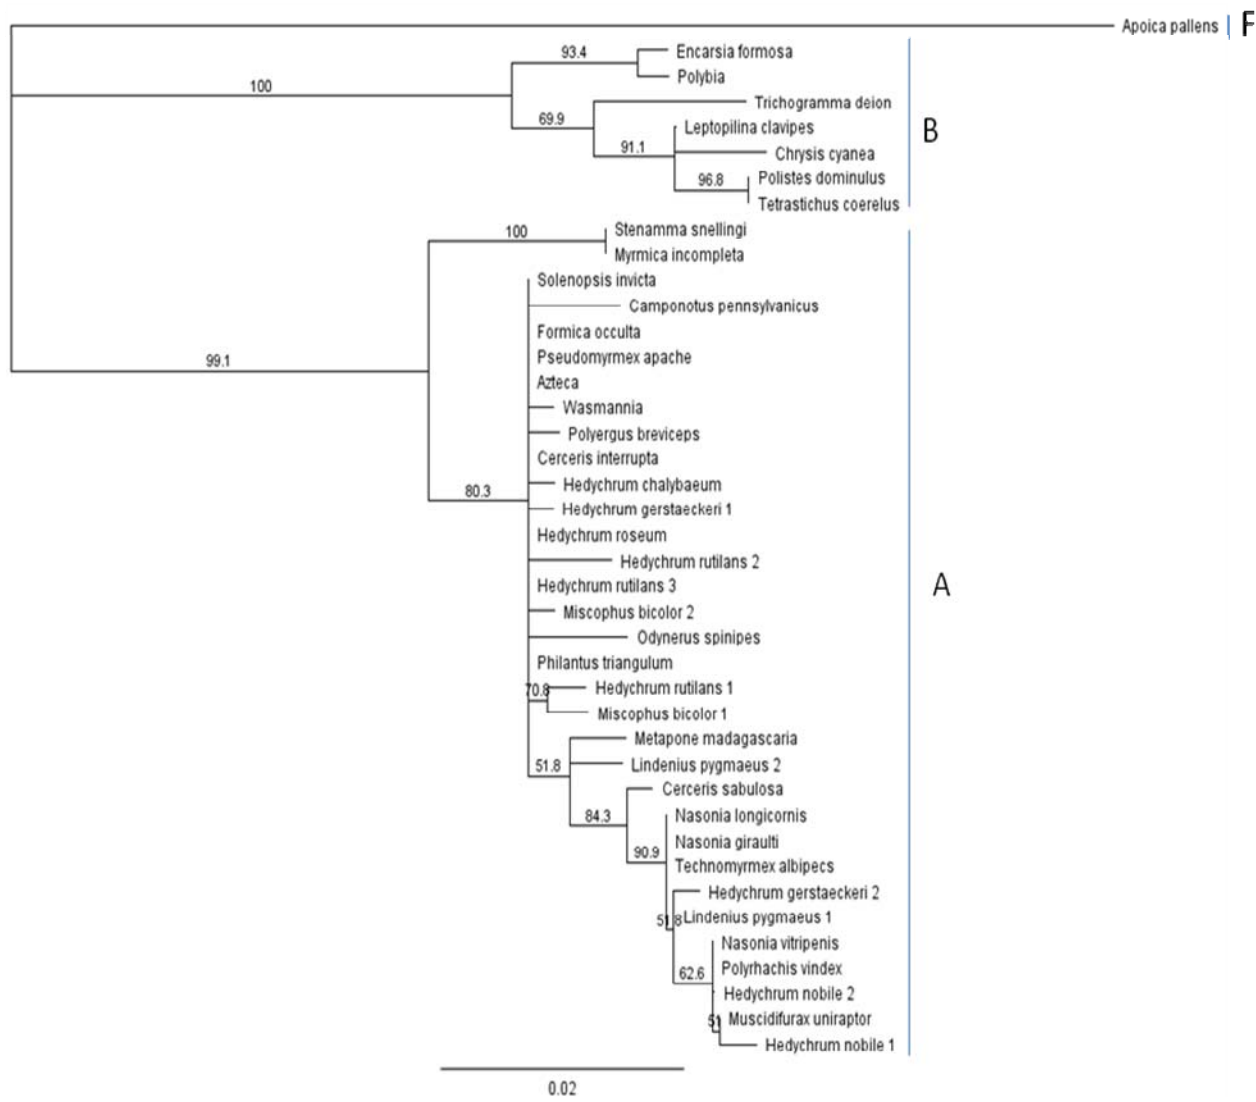 Apoica pallens F
93.4 Encarsia formosa
Polybia
100
Trichogramma deion
69.9
Leptopilina clavipes
B
91.1
Chrysis cyanea
96.8 Polistes dominulus
Tetrastichus coerelus
100 Stenamma snellingi
Myrmica incompleta
Solenopsis invicta
Camponotus pennsylvanicus
Formica occulta
Pseudomyrmex apache
99.1
Azteca
Wasmannia
Polyergus breviceps
Cerceris interrupta
80.3
Hedychrum chalybaeum
Hedychrum gerstaeckeri 1
Hedychrum roseum
Hedychrum rutilans 2
Hedychrum rutilans 3
A
Miscophus bicolor 2
Odynerus spinipes
Philantus triangulum
70.8 Hedychrum rutilans 1
Miscophus bicolor 1
Metapone madagascaria
51.8 Lindenius pygmaeus 2
Cerceris sabulosa
84.3 Nasonia longicornis
Nasonia giraulti
90.9
Technomyrmex albipecs
Hedychrum gerstaeckeri 2
51.8 Lindenius pygmaeus 1
Nasonia vitripenis
62.6 Polyrhachis vindex
Hedychrum nobile 2
51 Muscidifurax uniraptor
Hedychrum nobile 1
0.02